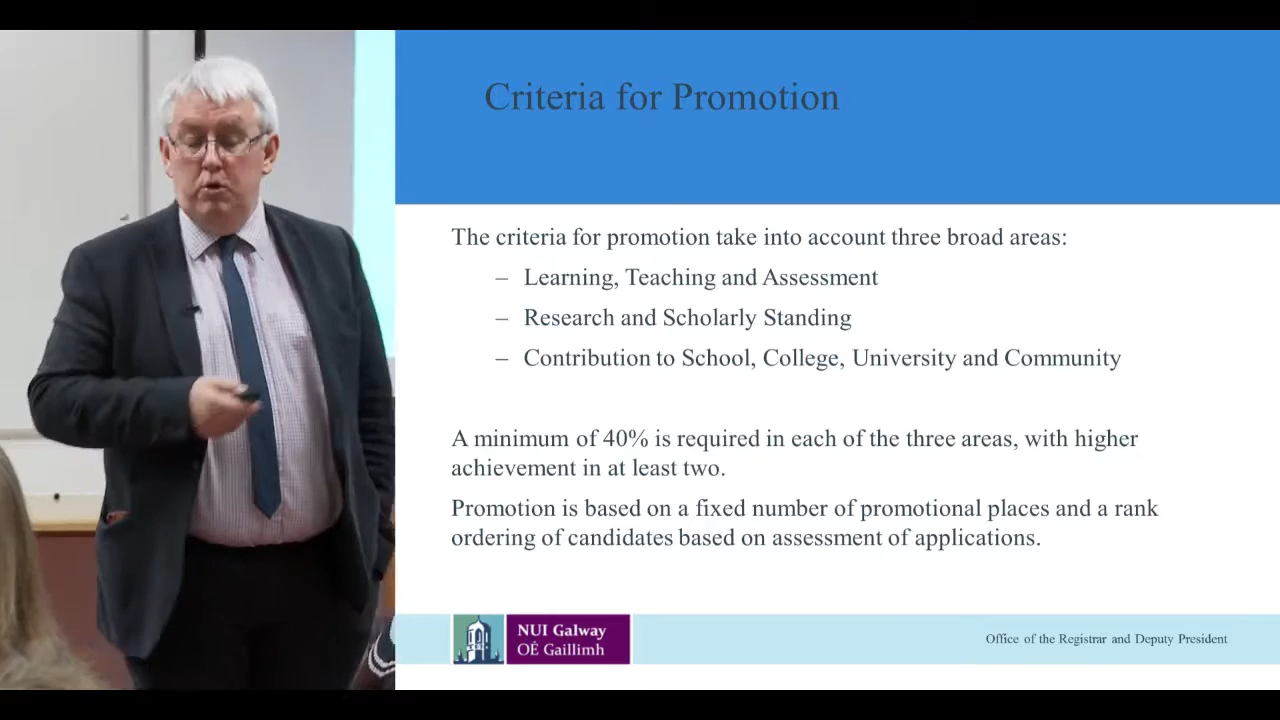 Criteria for Promotion
The criteria for promotion take into account three broad areas:
– Learning, Teaching and Assessment
– Research and Scholarly Standing
– Contribution to School, College, University and Community
A minimum of 40% is required in each of the three areas, with higher
achievement in at least two.
Promotion is based on a fixed number of promotional places and a rank
ordering of candidates based on assessment of applications.
NUI Galway
OÉ Gaillimh
Office of the Registrar and Deputy President